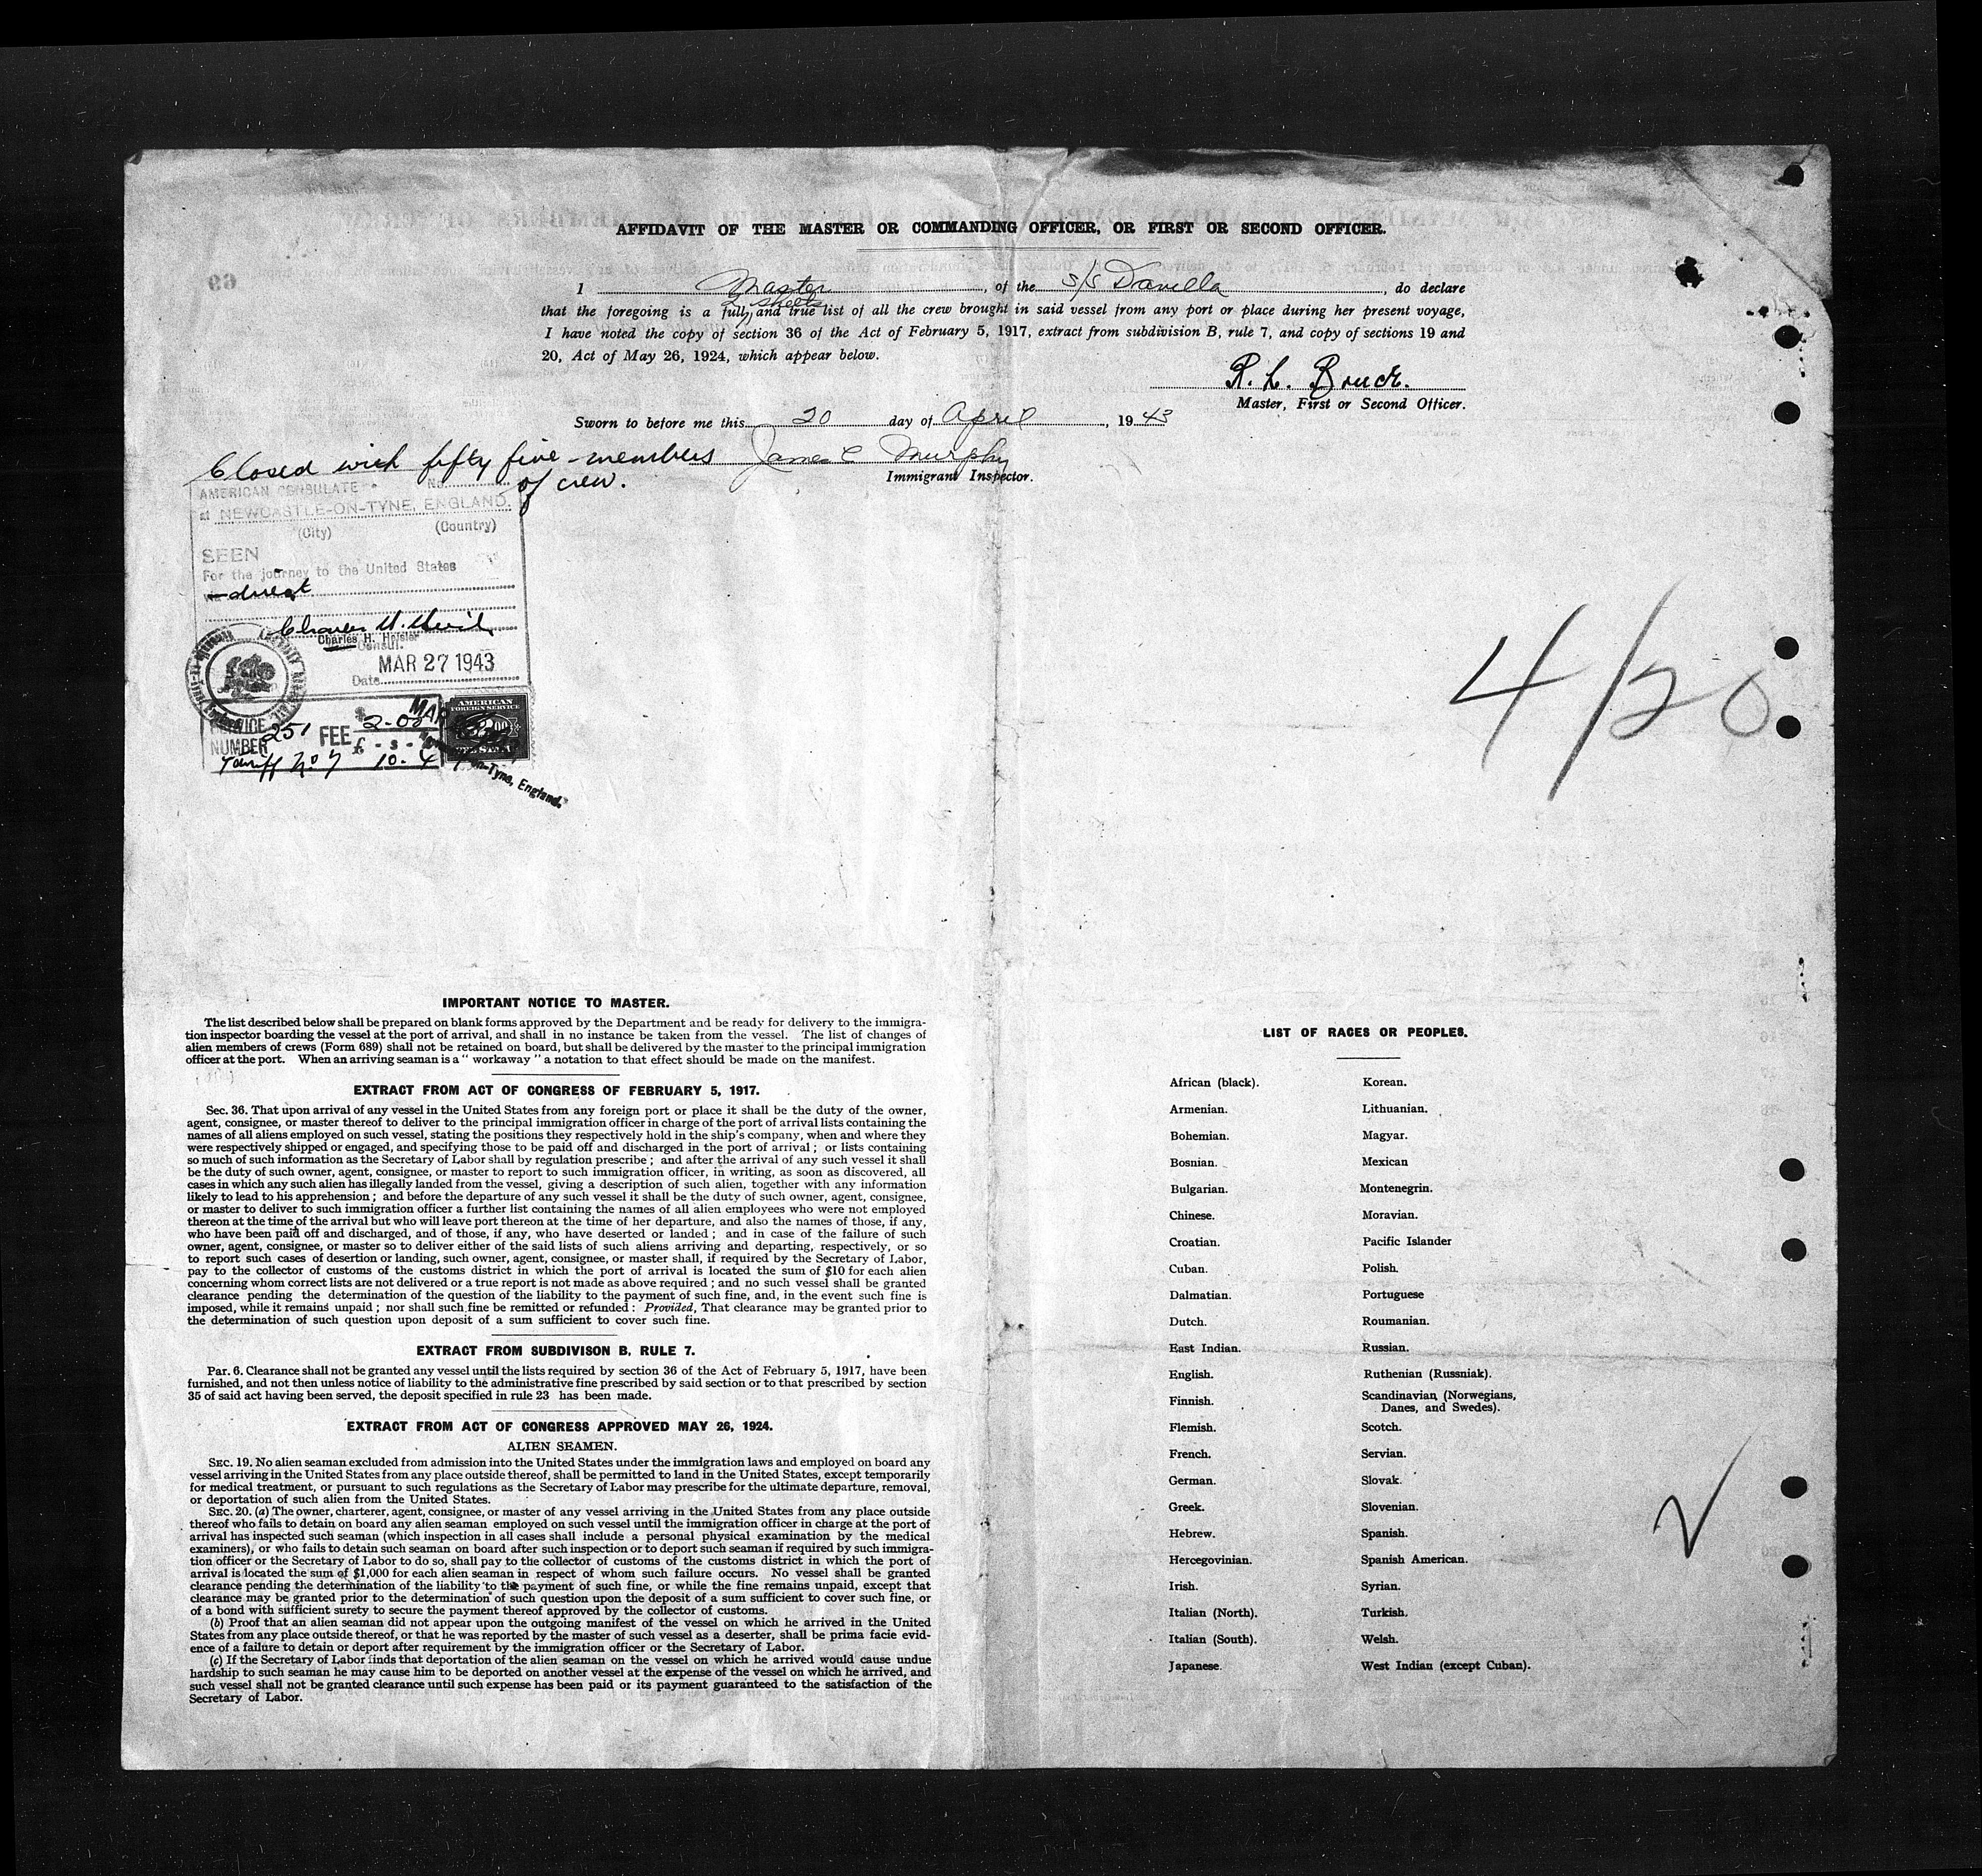 AFFIDAVIT OF THE MASTER OR COMMANDING OFFICER, OR FIRST OR SECOND OFFICER.
I Master, of the s/s Danella, do declare
2 sheets
that the foregoing is a full and true list of all the crew brought in said vessel from any port or place during her present voyage,
I have noted the copy of section 36 of the Act of February 5, 1917, extract from subdivision B, rule 7, and copy of sections 19 and
20, Act of May 26, 1924, which appear below.
R. L. Bruck.
Master, First or Second Officer.
Sworn to before me this 20 day of April, 1943
Closed with fifty five members James C Murphy
of crew.
Immigrant Inspector.
AMERICAN CONSULATE No.
at NEWCASTLE-ON-TYNE, ENGLAND.
(City) (Country)
SEEN
For the journey to the United States
direct
Charles H. Heisler
Consul.
MAR 27 1943
Date
SERVICE
NUMBER 251 FEE $ 2.00
£ - s -
Tariff No 7 10-4
MAR
AMERICAN
FOREIGN SERVICE
on-Tyne, England.
4/20
IMPORTANT NOTICE TO MASTER.
The list described below shall be prepared on blank forms approved by the Department and be ready for delivery to the immigra-
tion inspector boarding the vessel at the port of arrival, and shall in no instance be taken from the vessel. The list of changes of
alien members of crews (Form 689) shall not be retained on board, but shall be delivered by the master to the principal immigration
officer at the port. When an arriving seaman is a " workaway " a notation to that effect should be made on the manifest.
EXTRACT FROM ACT OF CONGRESS OF FEBRUARY 5, 1917.
Sec. 36. That upon arrival of any vessel in the United States from any foreign port or place it shall be the duty of the owner,
agent, consignee, or master thereof to deliver to the principal immigration officer in charge of the port of arrival lists containing the
names of all aliens employed on such vessel, stating the positions they respectively hold in the ship's company, when and where they
were respectively shipped or engaged, and specifying those to be paid off and discharged in the port of arrival ; or lists containing
so much of such information as the Secretary of Labor shall by regulation prescribe ; and after the arrival of any such vessel it shall
be the duty of such owner, agent, consignee, or master to report to such immigration officer, in writing, as soon as discovered, all
cases in which any such alien has illegally landed from the vessel, giving a description of such alien, together with any information
likely to lead to his apprehension ; and before the departure of any such vessel it shall be the duty of such owner, agent, consignee,
or master to deliver to such immigration officer a further list containing the names of all alien employees who were not employed
thereon at the time of the arrival but who will leave port thereon at the time of her departure, and also the names of those, if any,
who have been paid off and discharged, and of those, if any, who have deserted or landed ; and in case of the failure of such
owner, agent, consignee, or master so to deliver either of the said lists of such aliens arriving and departing, respectively, or so
to report such cases of desertion or landing, such owner, agent, consignee, or master shall, if required by the Secretary of Labor,
pay to the collector of customs of the customs district in which the port of arrival is located the sum of $10 for each alien
concerning whom correct lists are not delivered or a true report is not made as above required ; and no such vessel shall be granted
clearance pending the determination of the question of the liability to the payment of such fine, and, in the event such fine is
imposed, while it remains unpaid ; nor shall such fine be remitted or refunded : Provided, That clearance may be granted prior to
the determination of such question upon deposit of a sum sufficient to cover such fine.
EXTRACT FROM SUBDIVISON B, RULE 7.
Par. 6. Clearance shall not be granted any vessel until the lists required by section 36 of the Act of February 5, 1917, have been
furnished, and not then unless notice of liability to the administrative fine prescribed by said section or to that prescribed by section
35 of said act having been served, the deposit specified in rule 23 has been made.
EXTRACT FROM ACT OF CONGRESS APPROVED MAY 26, 1924.
ALIEN SEAMEN.
SEC. 19. No alien seaman excluded from admission into the United States under the immigration laws and employed on board any
vessel arriving in the United States from any place outside thereof, shall be permitted to land in the United States, except temporarily
for medical treatment, or pursuant to such regulations as the Secretary of Labor may prescribe for the ultimate departure, removal,
or deportation of such alien from the United States.
SEC. 20. (a) The owner, charterer, agent, consignee, or master of any vessel arriving in the United States from any place outside
thereof who fails to detain on board any alien seaman employed on such vessel until the immigration officer in charge at the port of
arrival has inspected such seaman (which inspection in all cases shall include a personal physical examination by the medical
examiners), or who fails to detain such seaman on board after such inspection or to deport such seaman if required by such immigra-
tion officer or the Secretary of Labor to do so, shall pay to the collector of customs of the customs district in which the port of
arrival is located the sum of $1,000 for each alien seaman in respect of whom such failure occurs. No vessel shall be granted
clearance pending the determination of the liability to the payment of such fine, or while the fine remains unpaid, except that
clearance may be granted prior to the determination of such question upon the deposit of a sum sufficient to cover such fine, or
of a bond with sufficient surety to secure the payment thereof approved by the collector of customs.
(b) Proof that an alien seaman did not appear upon the outgoing manifest of the vessel on which he arrived in the United
States from any place outside thereof, or that he was reported by the master of such vessel as a deserter, shall be prima facie evid-
ence of a failure to detain or deport after requirement by the immigration officer or the Secretary of Labor.
(c) If the Secretary of Labor finds that deportation of the alien seaman on the vessel on which he arrived would cause undue
hardship to such seaman he may cause him to be deported on another vessel at the expense of the vessel on which he arrived, and
such vessel shall not be granted clearance until such expense has been paid or its payment guaranteed to the satisfaction of the
Secretary of Labor.
LIST OF RACES OR PEOPLES.
African (black). Korean.
Armenian. Lithuanian.
Bohemian. Magyar.
Bosnian. Mexican
Bulgarian. Montenegrin.
Chinese. Moravian.
Croatian. Pacific Islander
Cuban. Polish.
Dalmatian. Portuguese
Dutch. Roumanian.
East Indian. Russian.
English. Ruthenian (Russniak).
Finnish. Scandinavian (Norwegians,
Danes, and Swedes).
Flemish. Scotch.
French. Servian.
German. Slovak.
Greek. Slovenian.
Hebrew. Spanish.
Hercegovinian. Spanish American.
Irish. Syrian.
Italian (North). Turkish.
Italian (South). Welsh.
Japanese. West Indian (except Cuban).